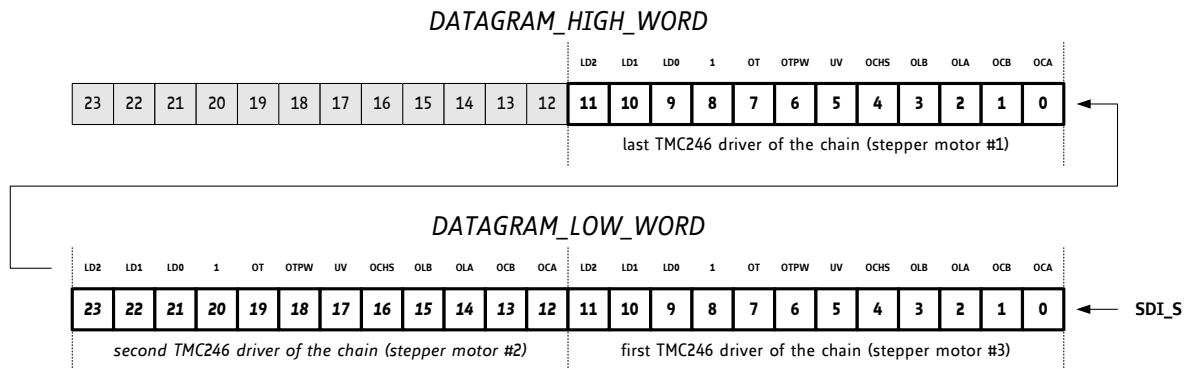 DATAGRAM_HIGH_WORD
LD2 LD1 LD0 1 OT OTPW UV OCHS OLB OLA OCB OCA
23 22 21 20 19 18 17 16 15 14 13 12 11 10 9 8 7 6 5 4 3 2 1 0
last TMC246 driver of the chain (stepper motor #1)
DATAGRAM_LOW_WORD
LD2 LD1 LD0 1 OT OTPW UV OCHS OLB OLA OCB OCA LD2 LD1 LD0 1 OT OTPW UV OCHS OLB OLA OCB OCA
23 22 21 20 19 18 17 16 15 14 13 12 11 10 9 8 7 6 5 4 3 2 1 0 SDI_S
second TMC246 driver of the chain (stepper motor #2) first TMC246 driver of the chain (stepper motor #3)